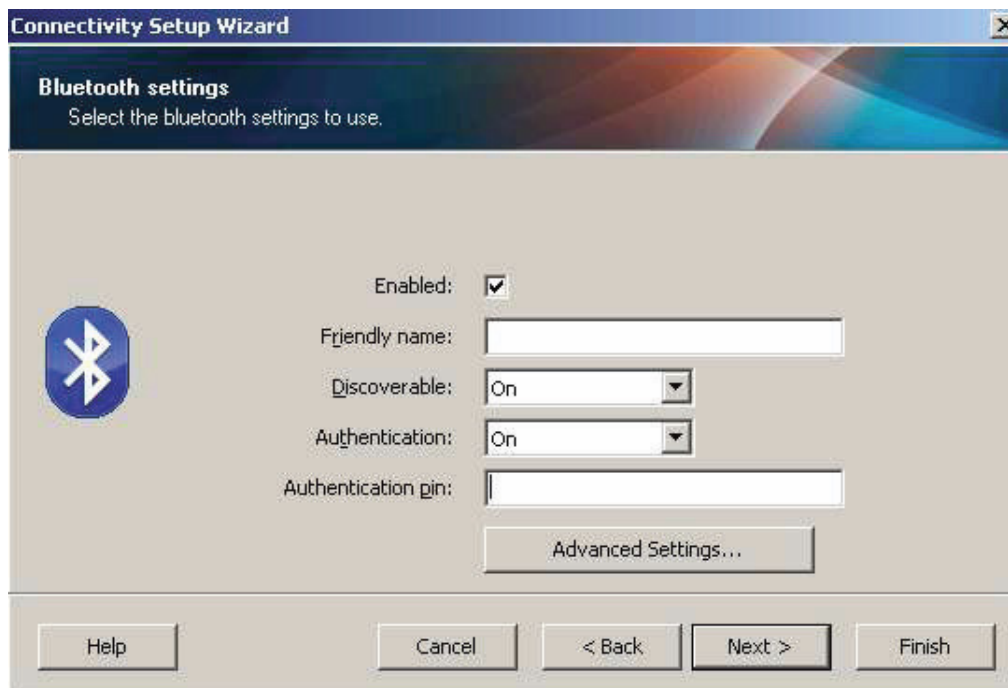 Connectivity Setup Wizard
Bluetooth settings
Select the bluetooth settings to use.
Enabled:
Friendly name:
Discoverable: On
Authentication: On
Authentication pin:
Advanced Settings...
Help Cancel < Back Next > Finish